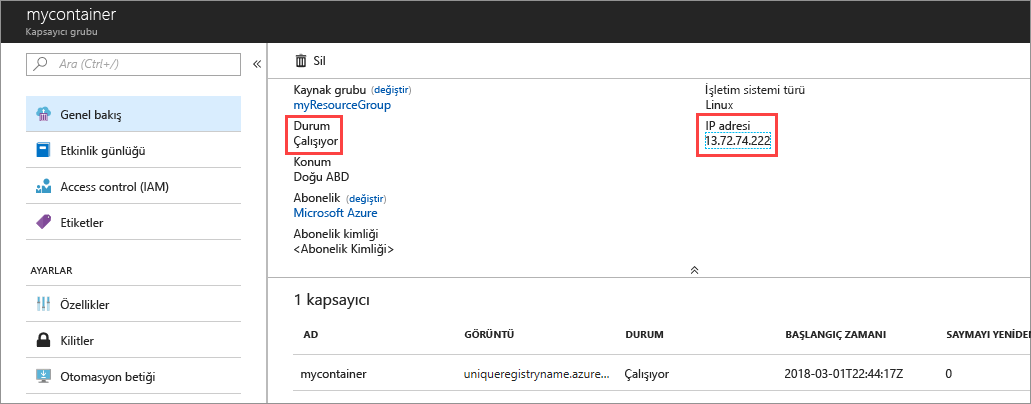 mycontainer
Kapsayıcı grubu
Ara (Ctrl+/)
«
Genel bakış
Etkinlik günlüğü
Access control (IAM)
Etiketler
AYARLAR
Özellikler
Kilitler
Otomasyon betiği
Sil
Kaynak grubu (değiştir)
myResourceGroup
Durum
Çalışıyor
Konum
Doğu ABD
Abonelik (değiştir)
Microsoft Azure
Abonelik kimliği
<Abonelik Kimliği>
İşletim sistemi türü
Linux
IP adresi
13.72.74.222
1 kapsayıcı
AD GÖRÜNTÜ DURUM BAŞLANGIÇ ZAMANI SAYMAYI YENİDEN
mycontainer uniqueregistryname.azure... Çalışıyor 2018-03-01T22:44:17Z 0